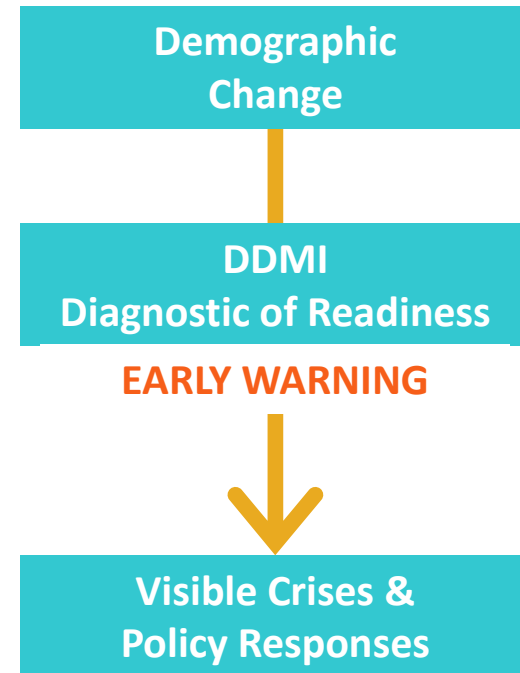 Demographic
Change
DDMI
Diagnostic of Readiness
EARLY WARNING
Visible Crises &
Policy Responses